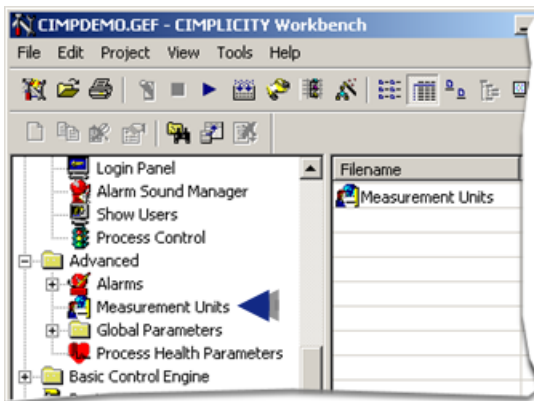 CIMPDEMO.GEF - CIMPLICITY Workbench
File Edit Project View Tools Help
Login Panel
Alarm Sound Manager
Show Users
Process Control
Advanced
Alarms
Measurement Units
Global Parameters
Process Health Parameters
Basic Control Engine
Filename
Measurement Units